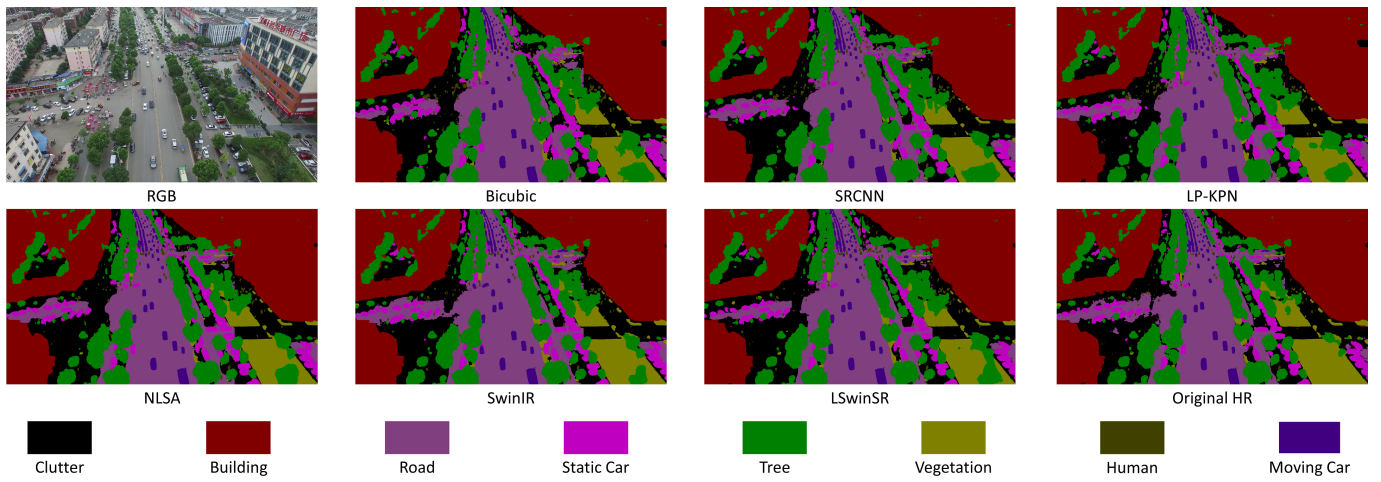 RGB
Bicubic
SRCNN
LP-KPN
NLSA
SwinIR
LSwinSR
Original HR
Clutter
Building
Road
Static Car
Tree
Vegetation
Human
Moving Car